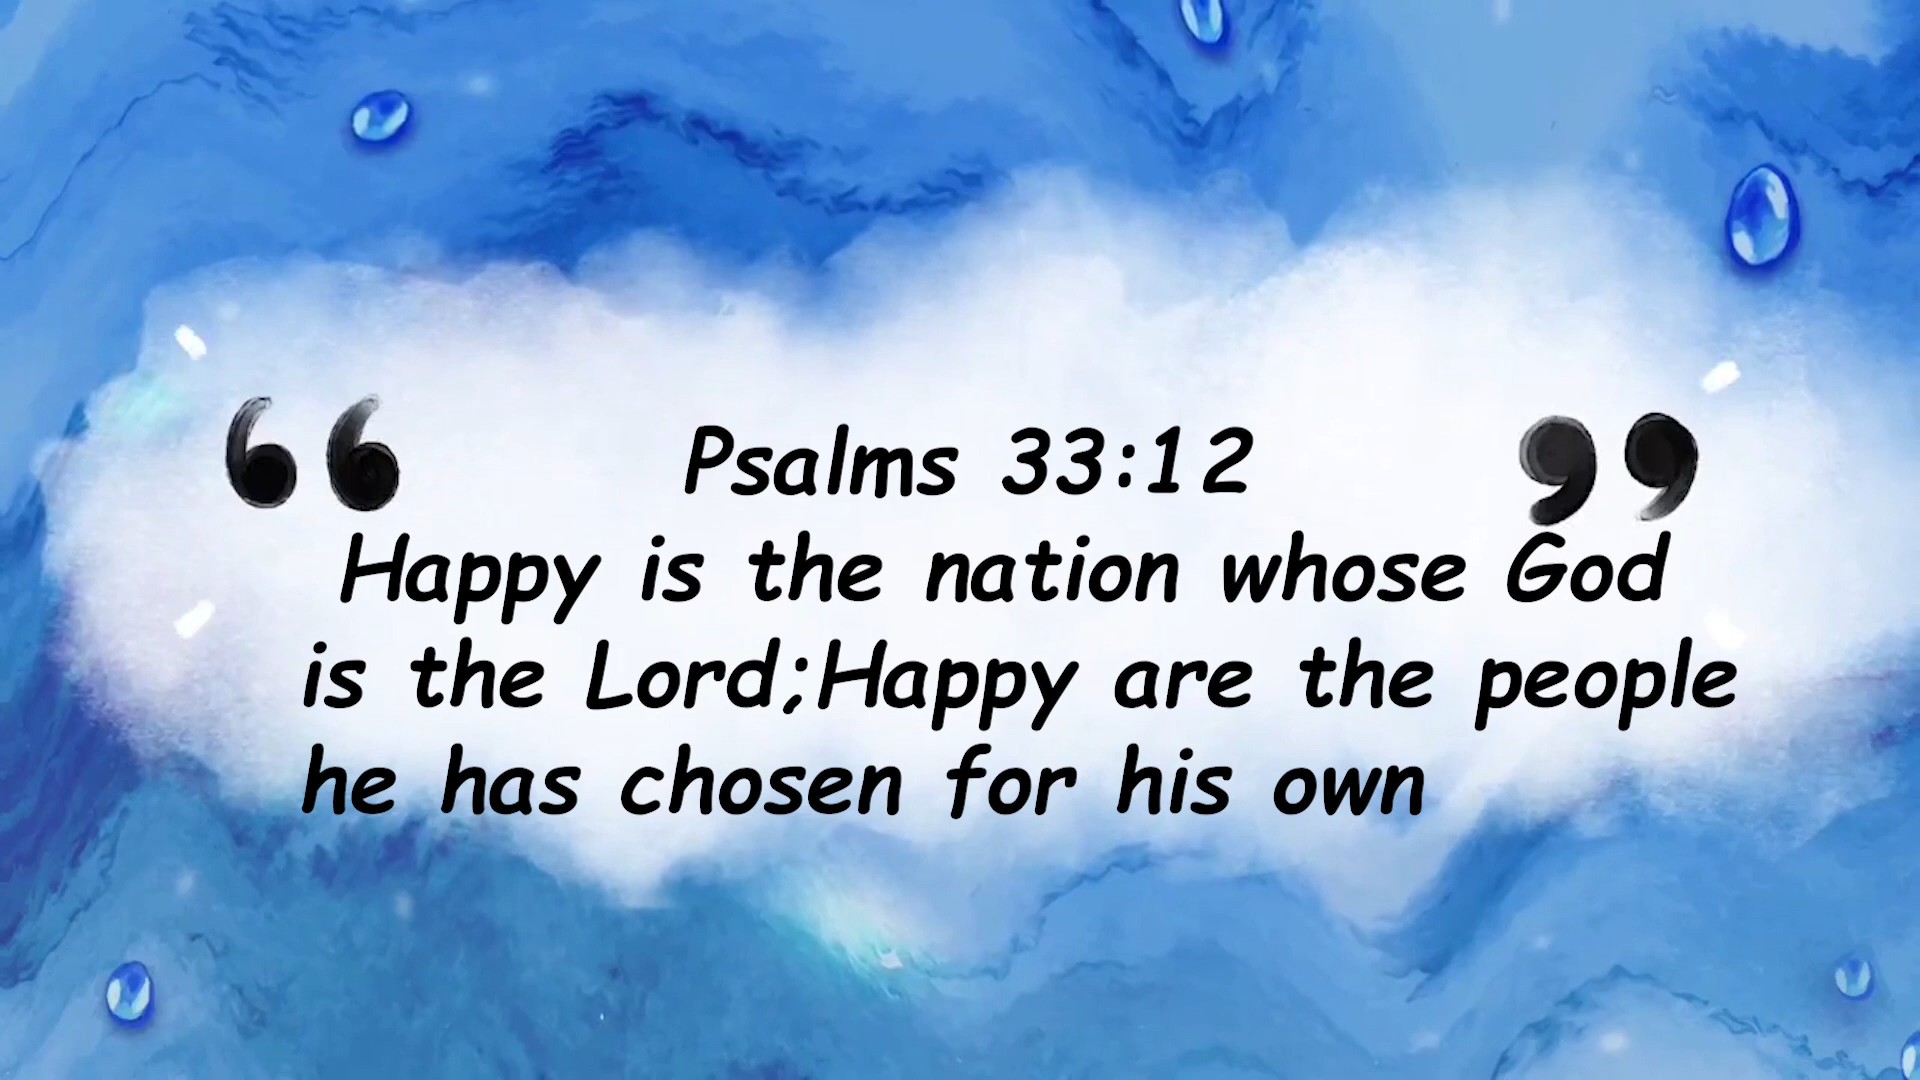 Psalms 33:12
Happy is the nation whose God
is the Lord;Happy are the people
he has chosen for his own